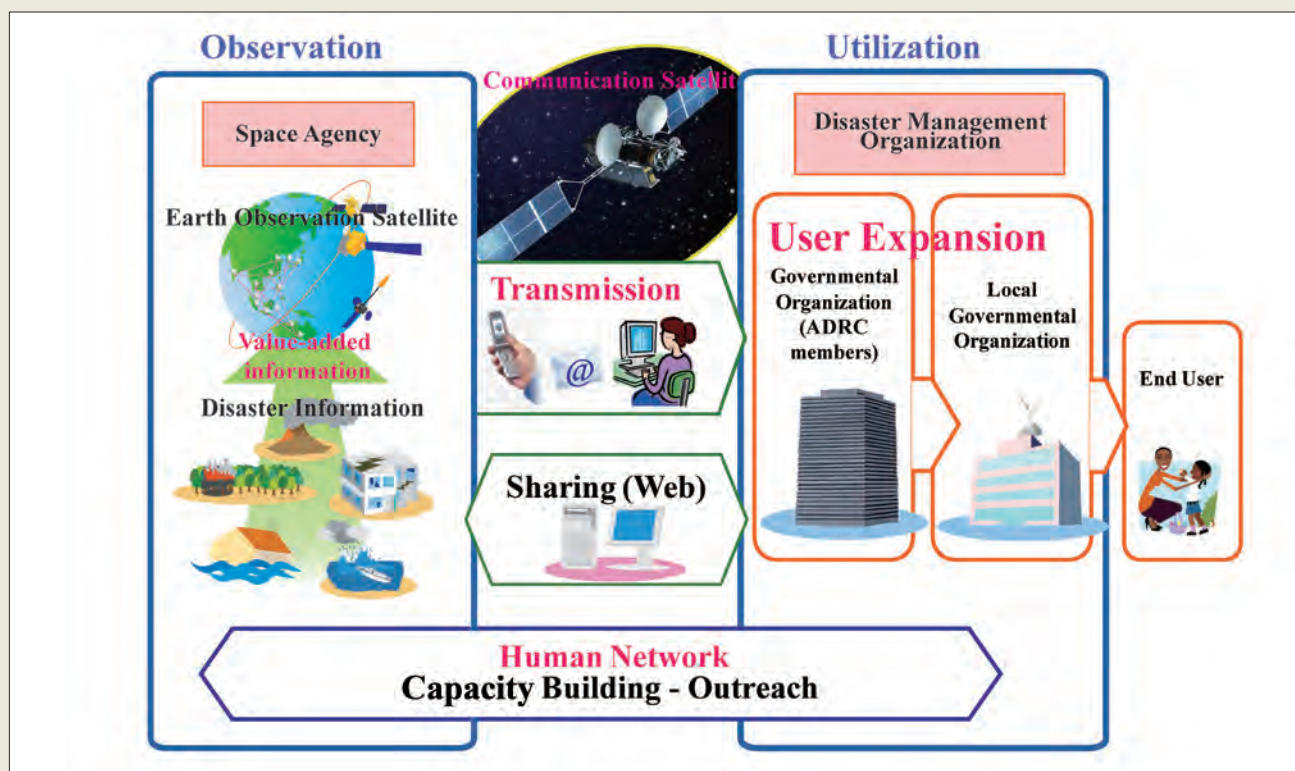 Observation
Space Agency
Earth Observation Satellite
Value-added
information
Disaster Information
Communication Satellit
Transmission
@
Sharing (Web)
Utilization
Disaster Management
Organization
User Expansion
Governmental
Organization
(ADRC
members)
Local
Governmental
Organization
End User
Human Network
Capacity Building - Outreach